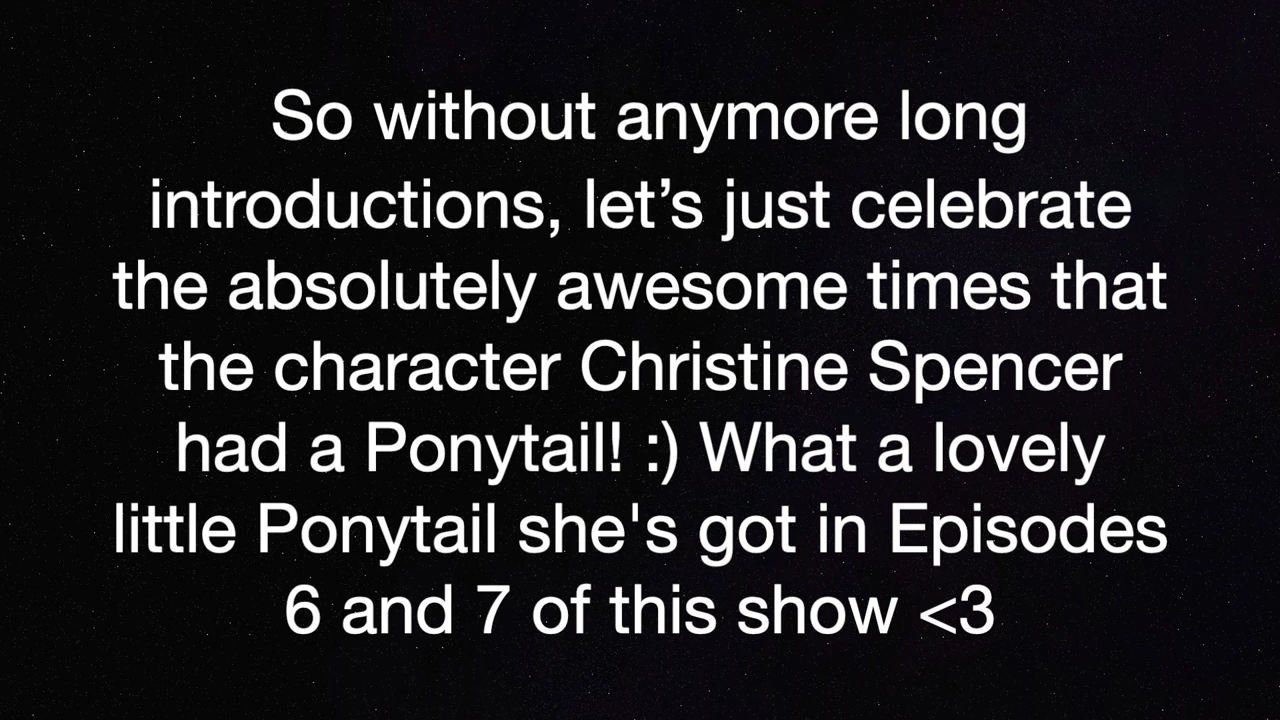 So without anymore long
introductions, let’s just celebrate
the absolutely awesome times that
the character Christine Spencer
had a Ponytail! :) What a lovely
little Ponytail she's got in Episodes
6 and 7 of this show <3